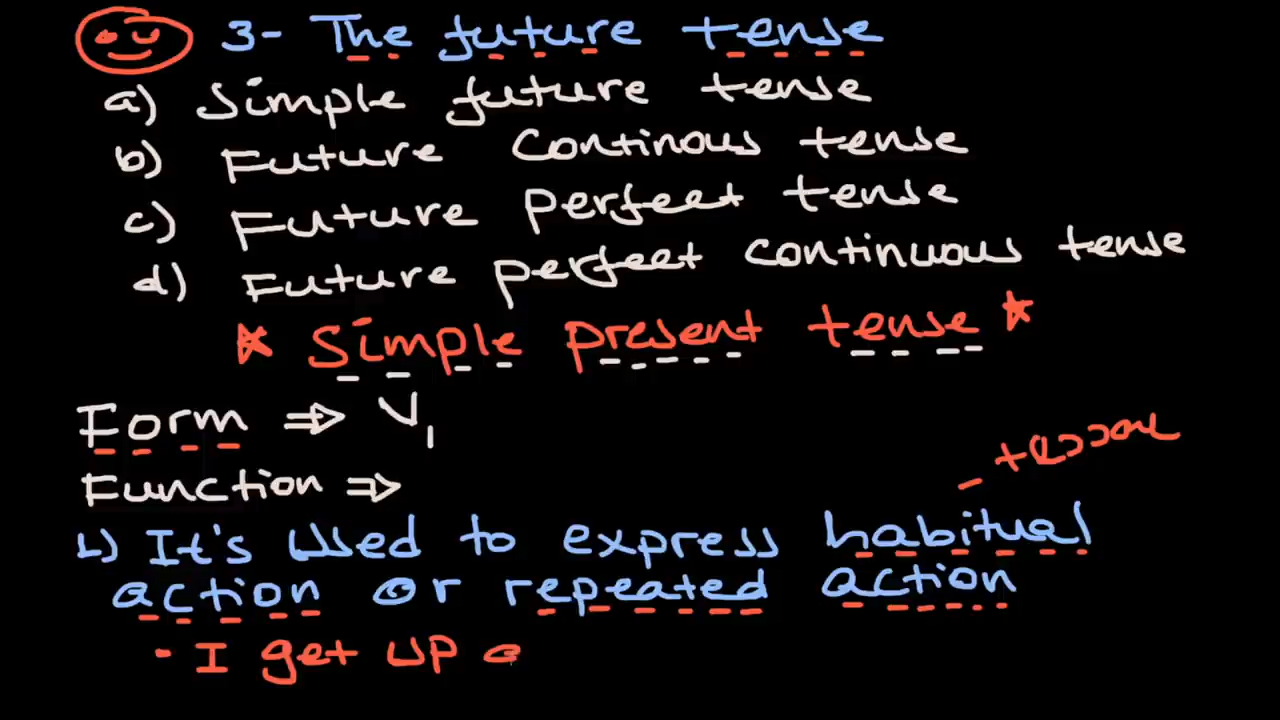 3- The future tense
a) Simple future tense
b) Future Continous tense
c) Future perfect tense
d) Future perfect continuous tense
* Simple present tense *
Form ⇒ V₁
Function ⇒
1) It's used to express habitual
action or repeated action
- I get up